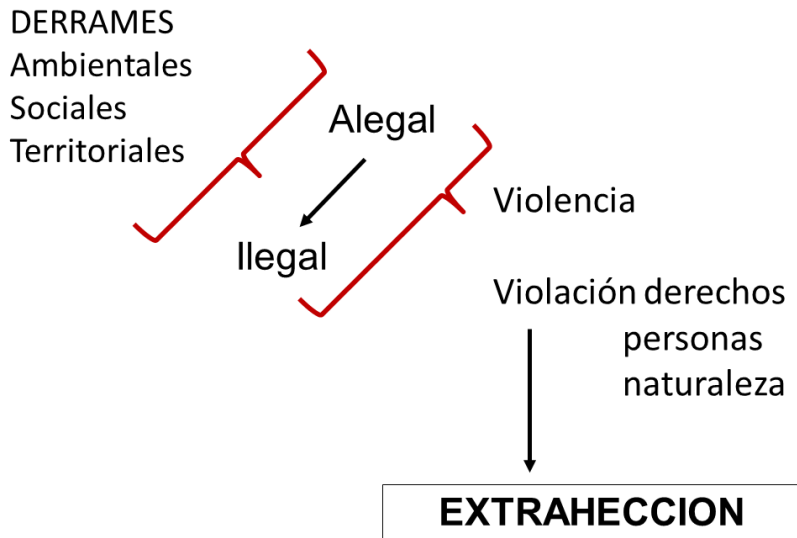 DERRAMES
Ambientales
Sociales
Territoriales
Alegal
Ilegal
Violencia
Violación derechos
personas
naturaleza
EXTRAHECCION